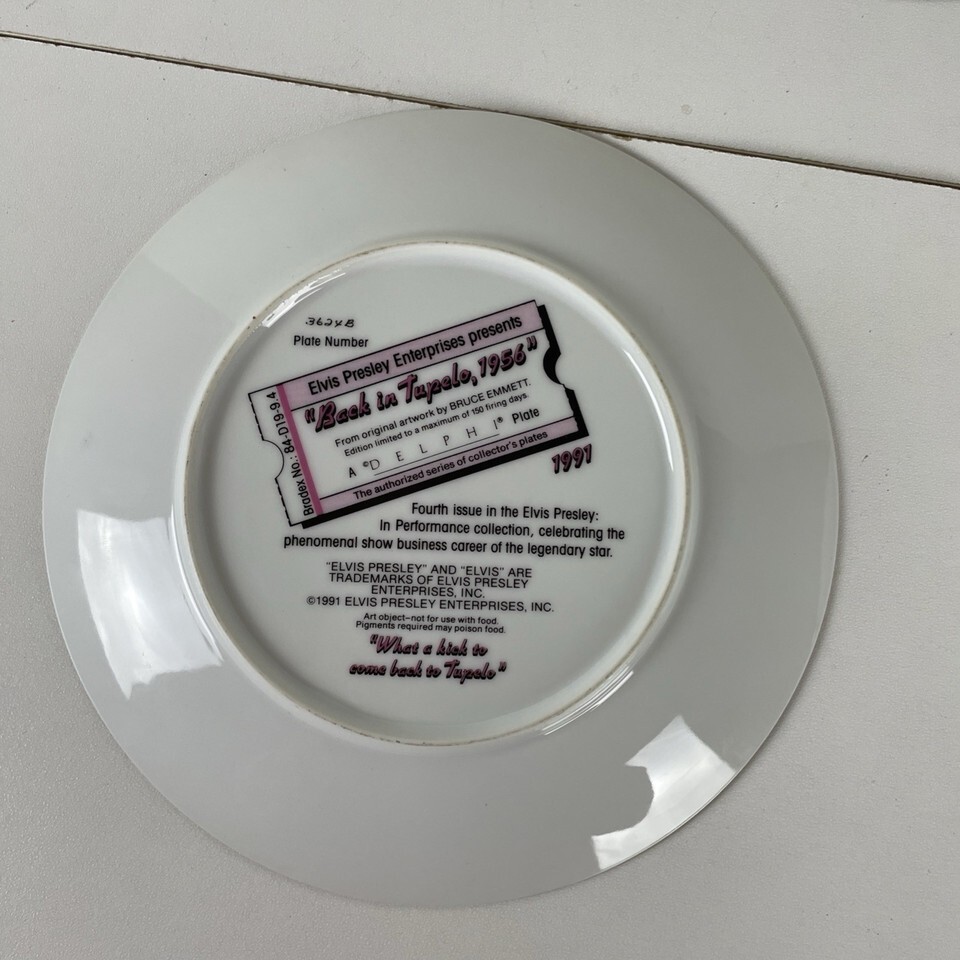 3624B
Plate Number
Elvis Presley Enterprises presents
"Back in Tupelo, 1956"
From original artwork by BRUCE EMMETT.
Edition limited to a maximum of 150 firing days.
A ©DELPHI® Plate
The authorized series of collector's plates
Bradex No.: 84-D19-9.4
1991
Fourth issue in the Elvis Presley:
In Performance collection, celebrating the
phenomenal show business career of the legendary star.
"ELVIS PRESLEY" AND "ELVIS" ARE
TRADEMARKS OF ELVIS PRESLEY
ENTERPRISES, INC.
©1991 ELVIS PRESLEY ENTERPRISES, INC.
Art object–not for use with food.
Pigments required may poison food.
"What a kick to
come back to Tupelo"